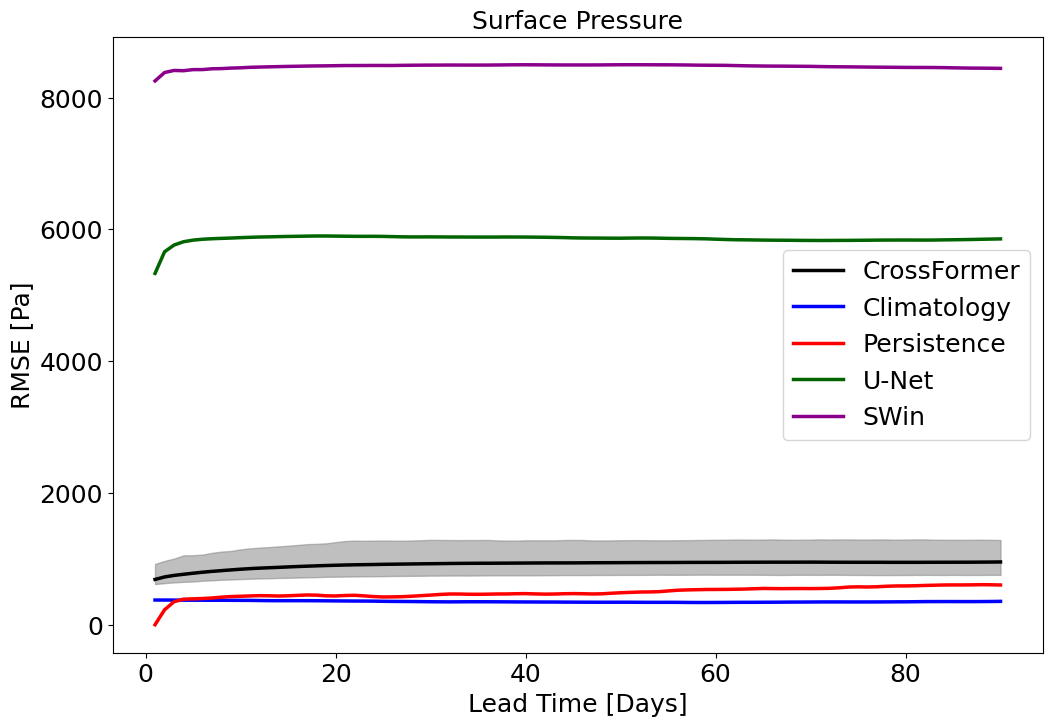 Surface Pressure
RMSE [Pa]
8000
6000
4000
2000
0
CrossFormer
Climatology
Persistence
U-Net
SWin
0 20 40 60 80
Lead Time [Days]